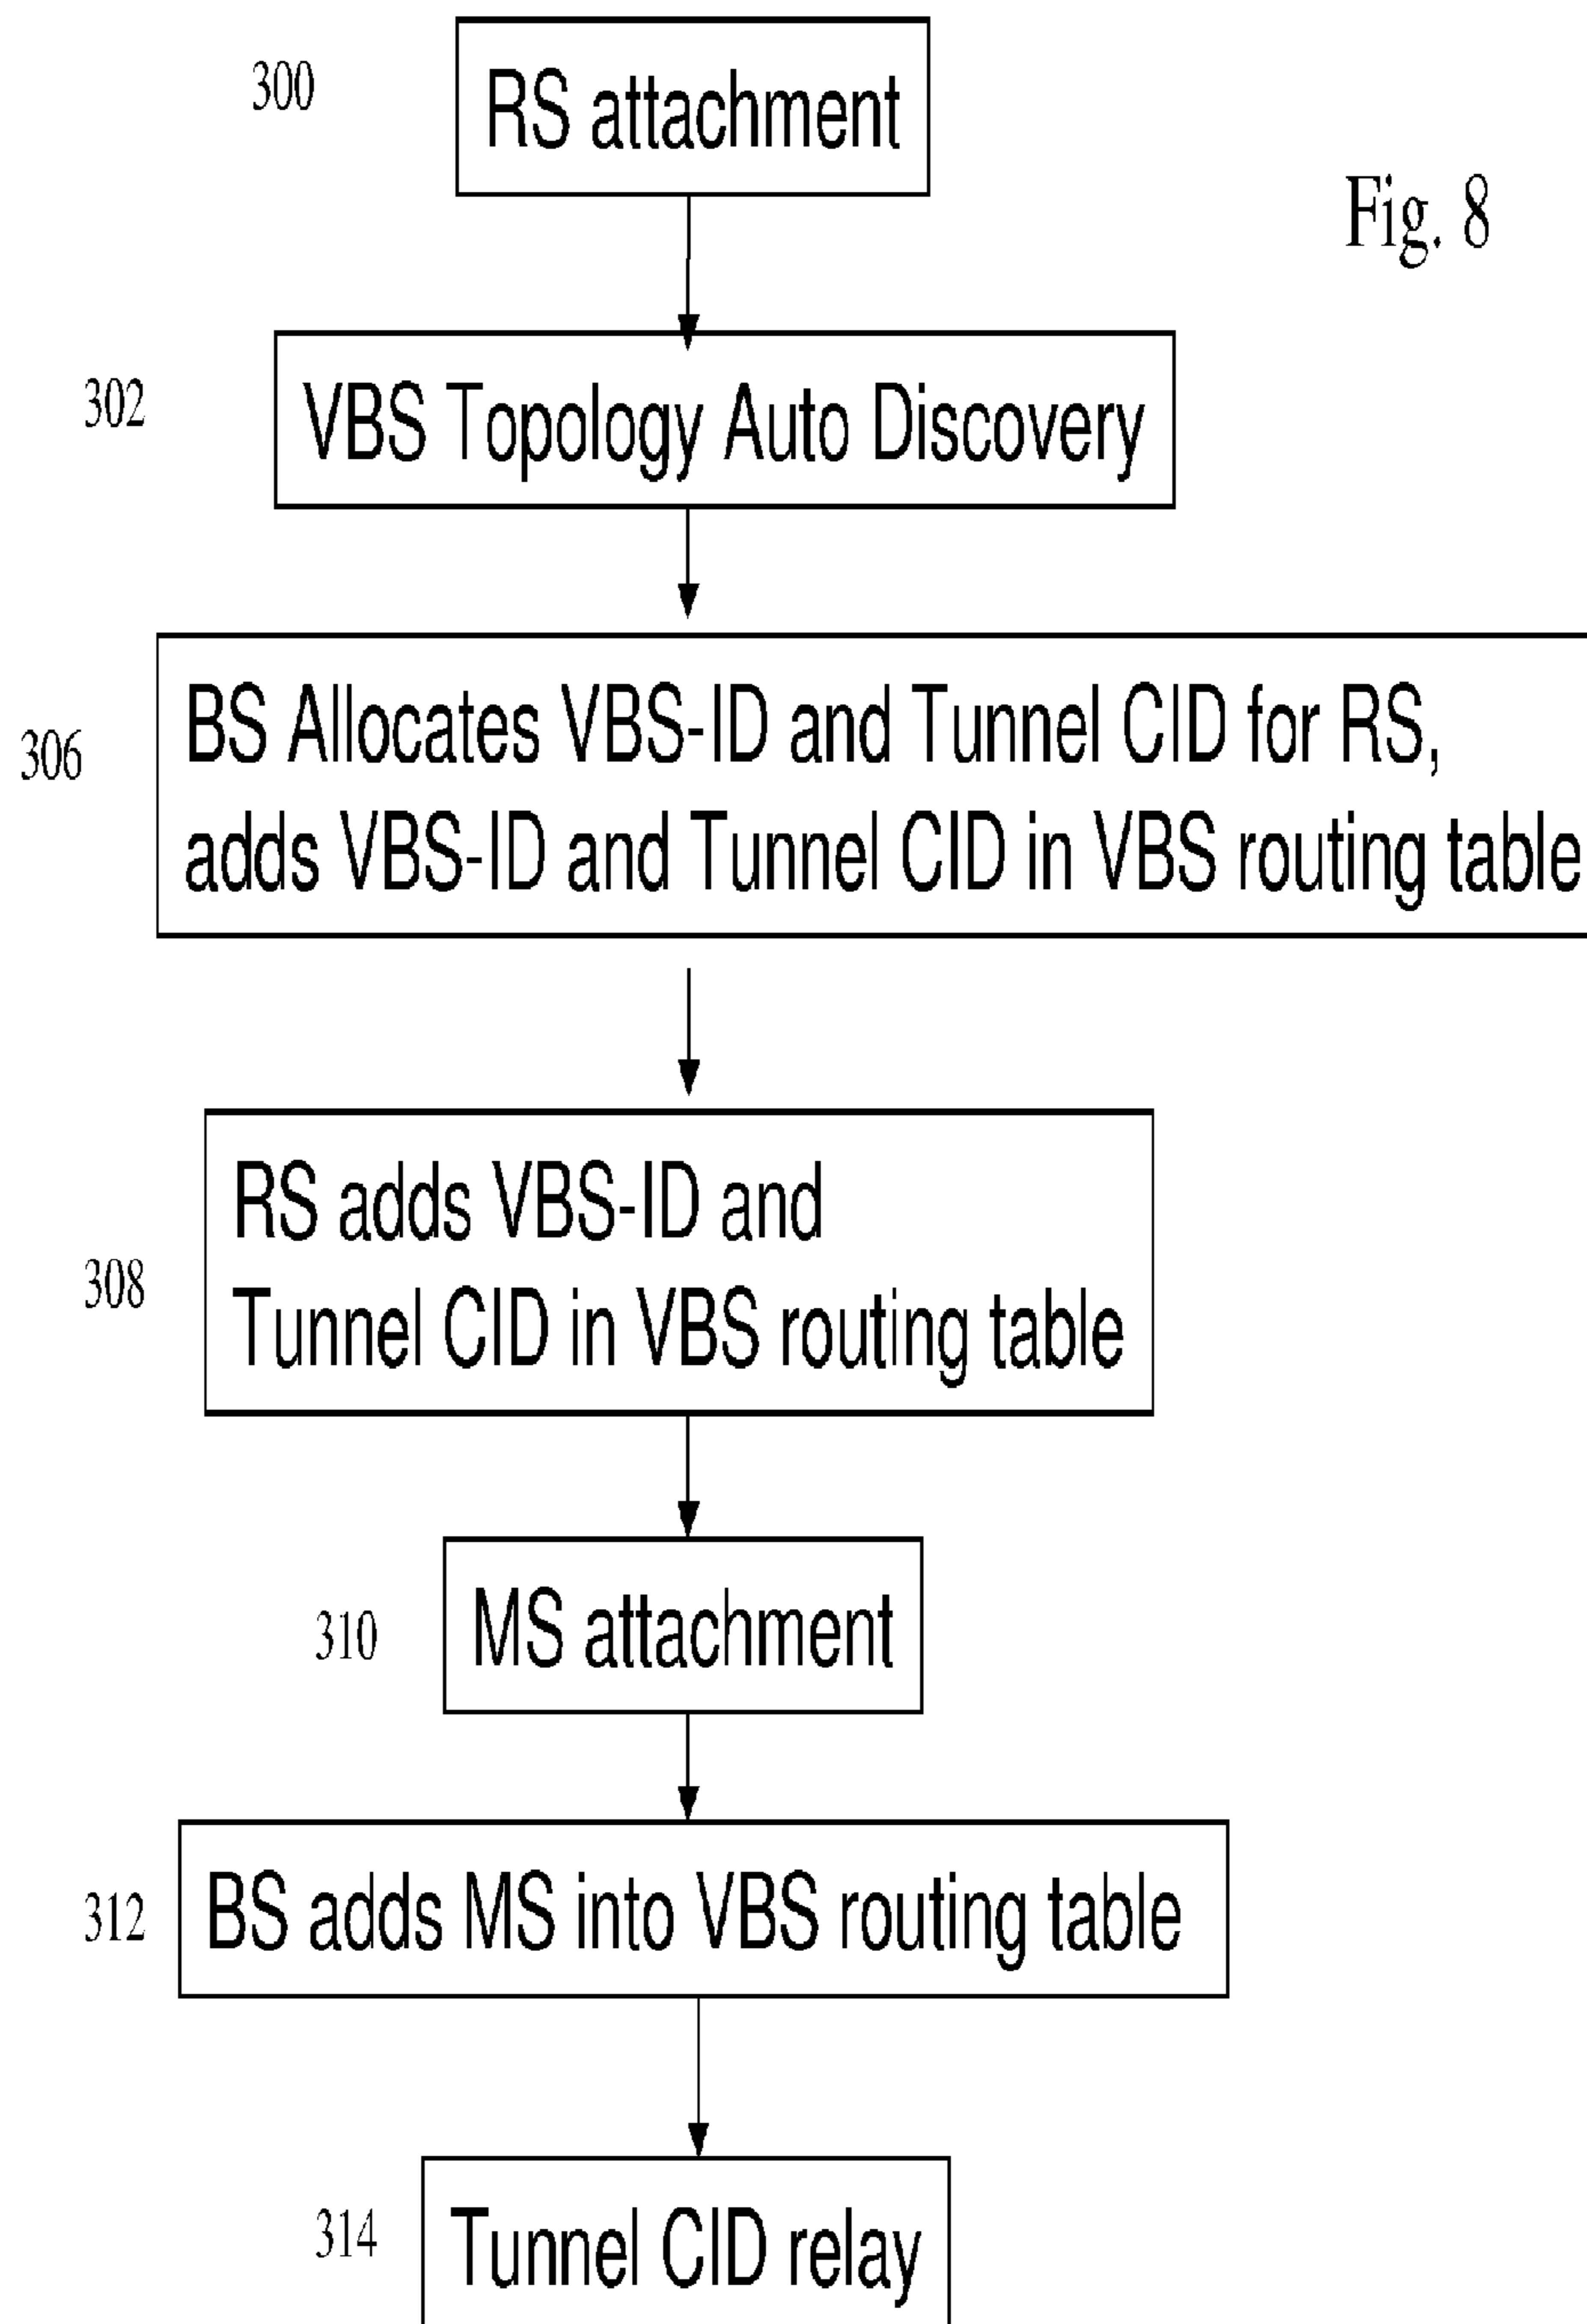 300
RS attachment
Fig. 8
302
VBS Topology Auto Discovery
306
BS Allocates VBS-ID and Tunnel CID for RS,
adds VBS-ID and Tunnel CID in VBS routing table
308
RS adds VBS-ID and
Tunnel CID in VBS routing table
310
MS attachment
312
BS adds MS into VBS routing table
314
Tunnel CID relay